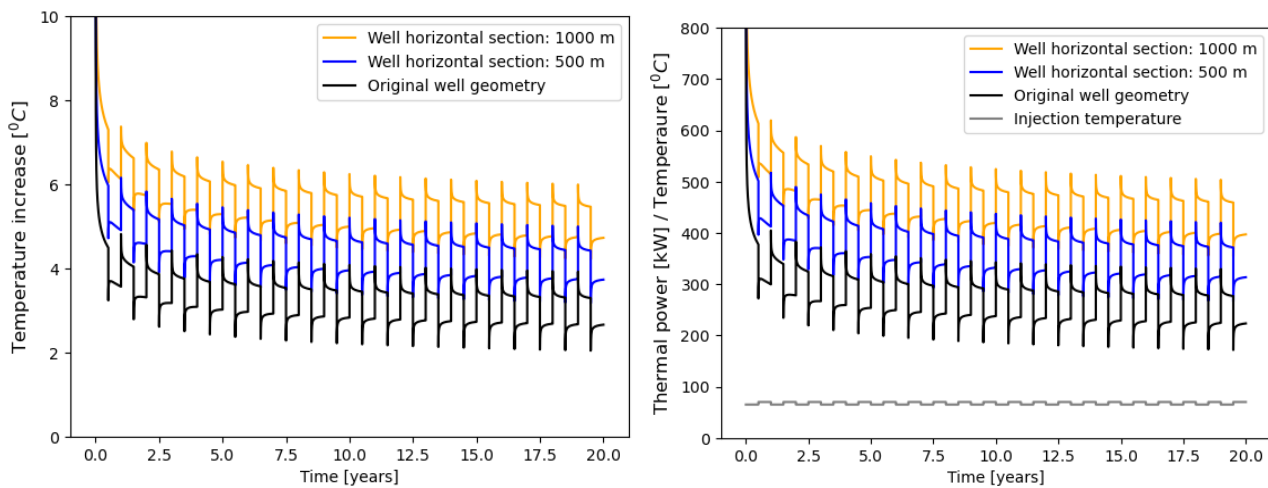 10
8
6
4
2
0
Temperature increase [⁰C]
Well horizontal section: 1000 m
Well horizontal section: 500 m
Original well geometry
0.0 2.5 5.0 7.5 10.0 12.5 15.0 17.5 20.0
Time [years]
800
700
600
500
400
300
200
100
0
Thermal power [kW] / Temperaure [⁰C]
Well horizontal section: 1000 m
Well horizontal section: 500 m
Original well geometry
Injection temperature
0.0 2.5 5.0 7.5 10.0 12.5 15.0 17.5 20.0
Time [years]